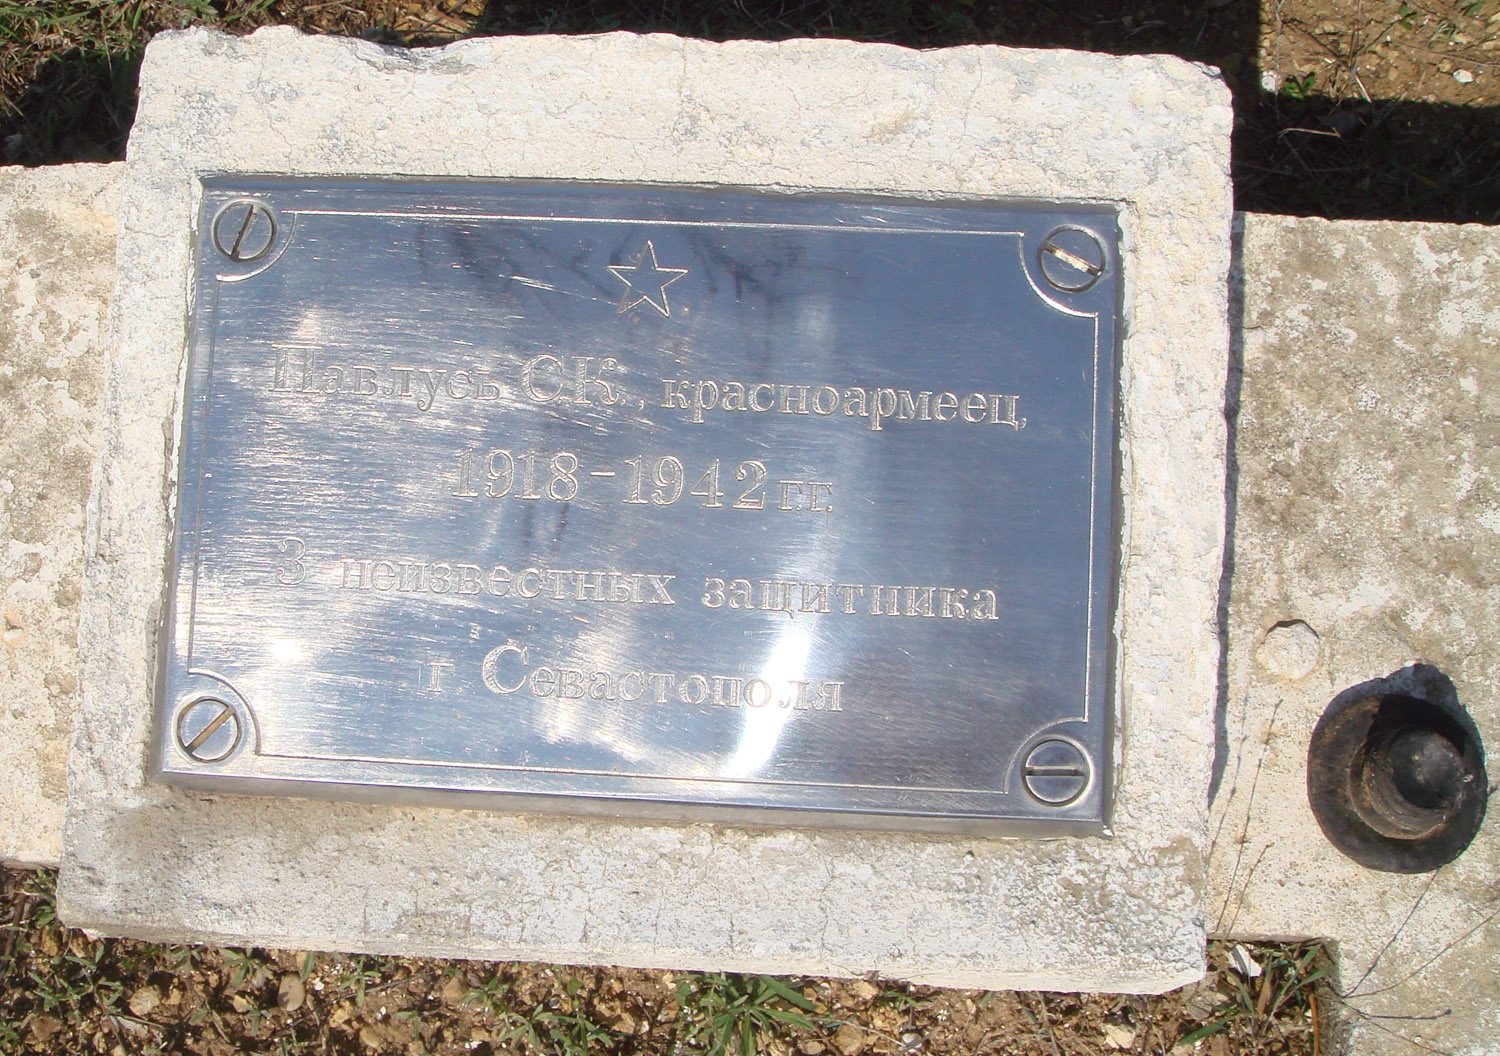 Павлусь С.К., красноармеец,
1918-1942 г.г.
3 неизвестных защитника
г. Севастополя